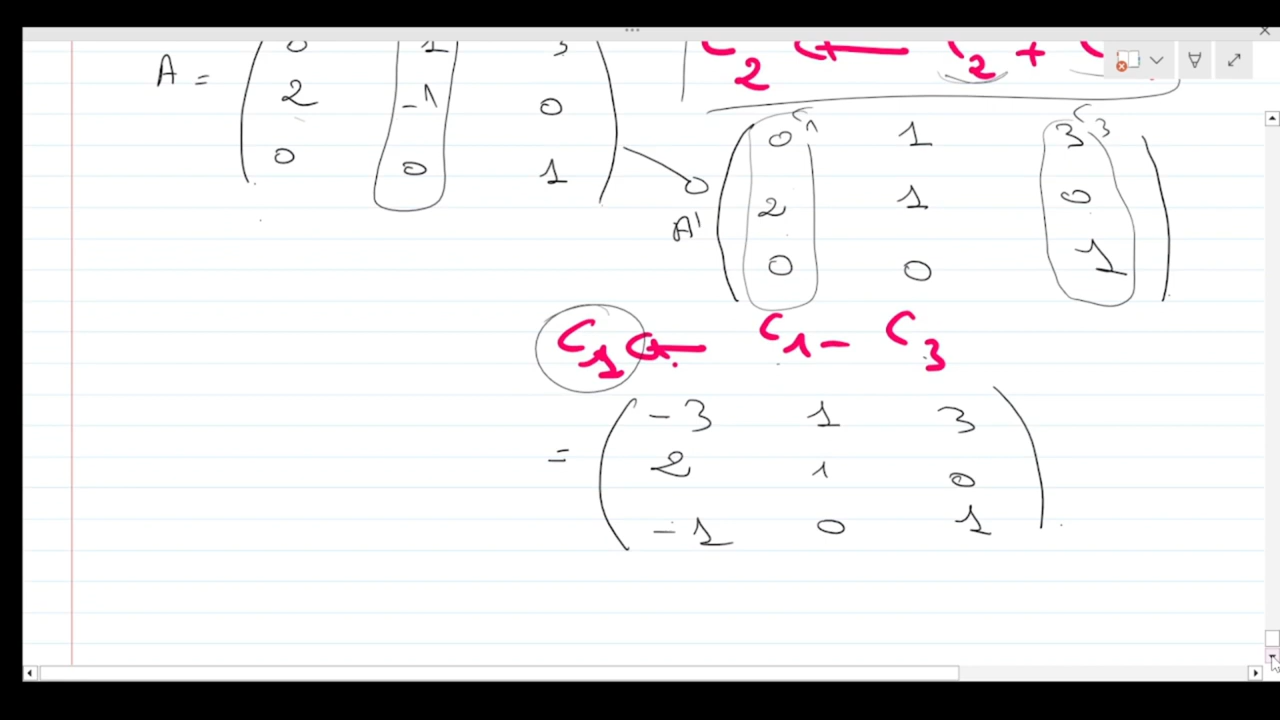 C2 ← C2 +
0 1 3
A = 2 -1 0
0 0 1
C1 C3
0 1 3
A' 2 1 0
0 0 1
C1 ← C1 - C3
-3 1 3
= 2 1 0
-1 0 1